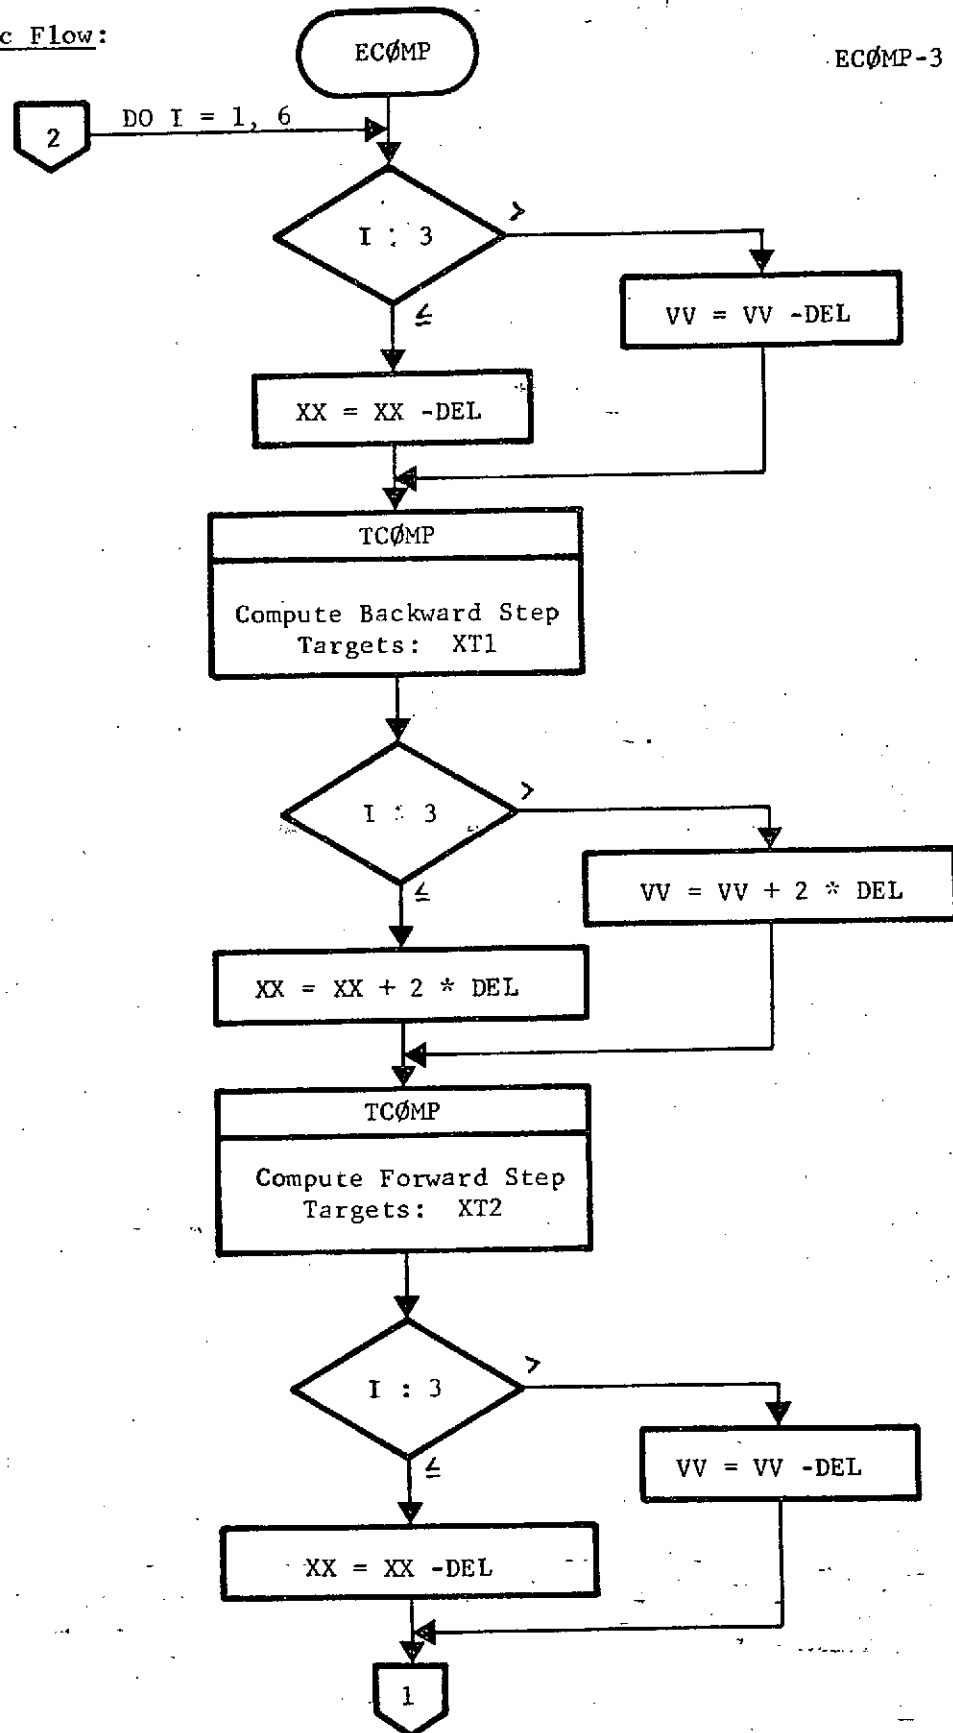 c Flow:
ECØMP
ECØMP-3
2
DO I = 1, 6
I : 3
>
≤
VV = VV -DEL
XX = XX -DEL
TCØMP
Compute Backward Step
Targets: XT1
I : 3
>
≤
VV = VV + 2 * DEL
XX = XX + 2 * DEL
TCØMP
Compute Forward Step
Targets: XT2
I : 3
>
≤
VV = VV -DEL
XX = XX -DEL
1